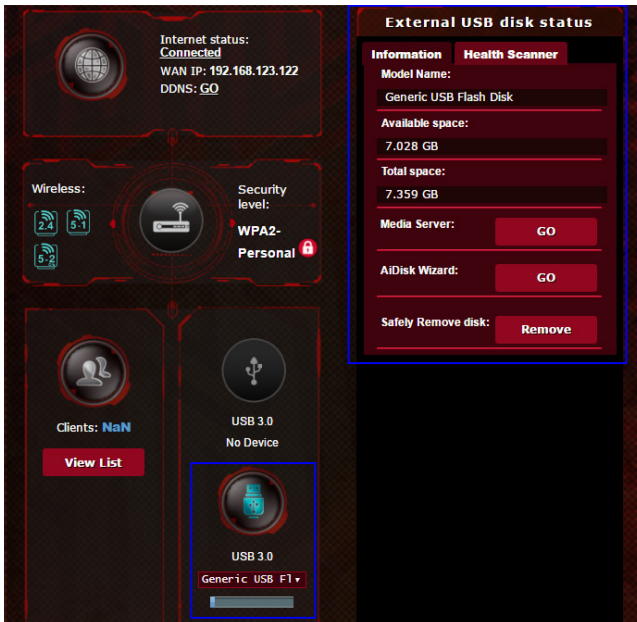 Internet status:
Connected
WAN IP: 192.168.123.122
DDNS: GO
Wireless:
2.4
5-1
5-2
Security
level:
WPA2-
Personal
Clients: NaN
View List
USB 3.0
No Device
USB 3.0
Generic USB Fl
External USB disk status
Information
Health Scanner
Model Name:
Generic USB Flash Disk
Available space:
7.028 GB
Total space:
7.359 GB
Media Server:
GO
AiDisk Wizard:
GO
Safely Remove disk:
Remove